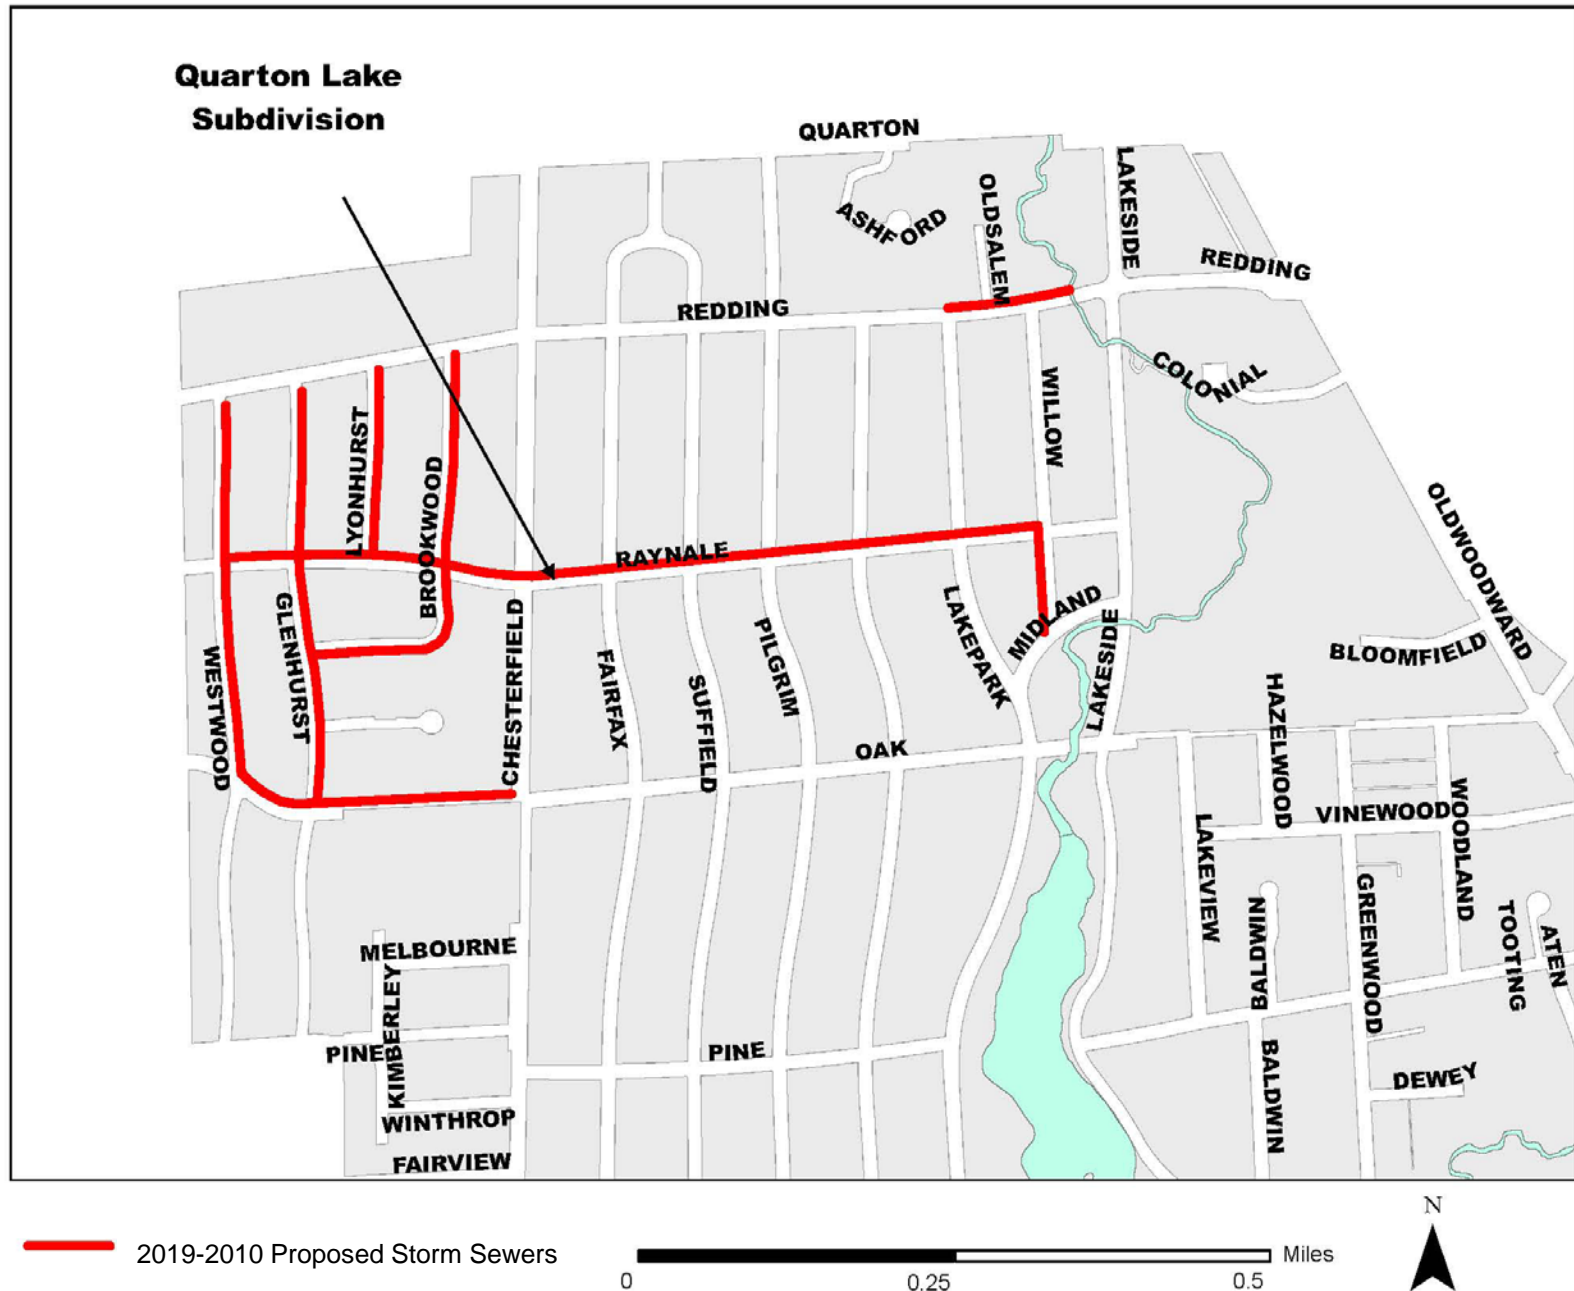 Quarton Lake
Subdivision
QUARTON
LAKESIDE
OLDSALEM
ASHFORD
REDDING
REDDING
COLONIAL
WILLOW
LYONHURST
BROOKWOOD
OLDWOODWARD
RAYNALE
GLENHURST
CHESTERFIELD
MIDLAND
LAKEPARK
LAKESIDE
PILGRIM
FAIRFAX
SUFFIELD
WESTWOOD
BLOOMFIELD
HAZELWOOD
OAK
VINEWOOD
WOODLAND
LAKEVIEW
GREENWOOD
BALDWIN
TOOTING
ATEN
MELBOURNE
KIMBERLEY
PINE
PINE
BALDWIN
DEWEY
WINTHROP
FAIRVIEW
N
2019-2010 Proposed Storm Sewers
Miles
0
0.25
0.5